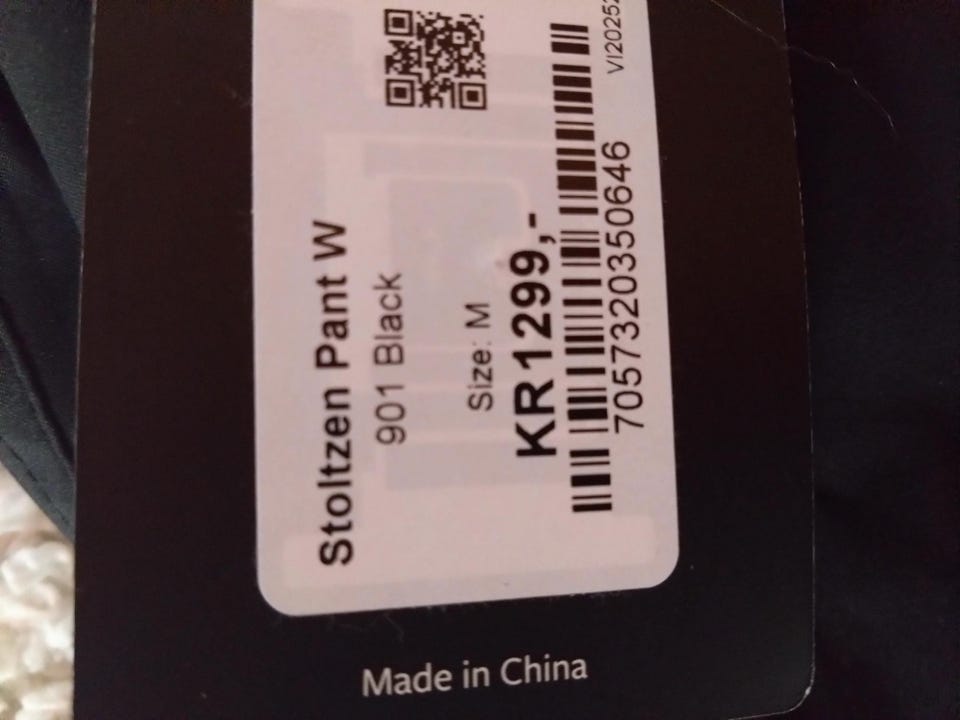 Stoltzen Pant W
901 Black
Size: M
KR1299,-
7057320350646
Made in China